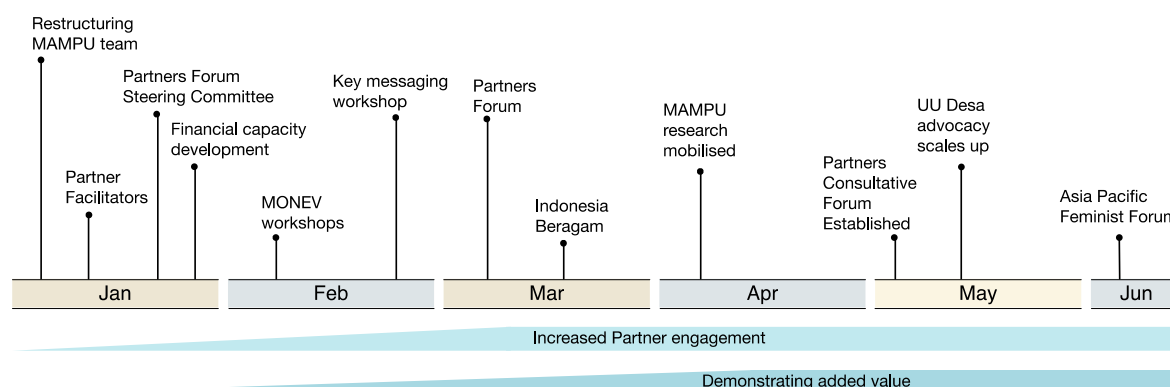 Restructuring
MAMPU team
Partner
Facilitators
Partners Forum
Steering Committee
Financial capacity
development
MONEV
workshops
Key messaging
workshop
Partners
Forum
Indonesia
Beragam
MAMPU
research
mobilised
Partners
Consultative
Forum
Established
UU Desa
advocacy
scales up
Asia Pacific
Feminist Forum
Jan
Feb
Mar
Apr
May
Jun
Increased Partner engagement
Demonstrating added value